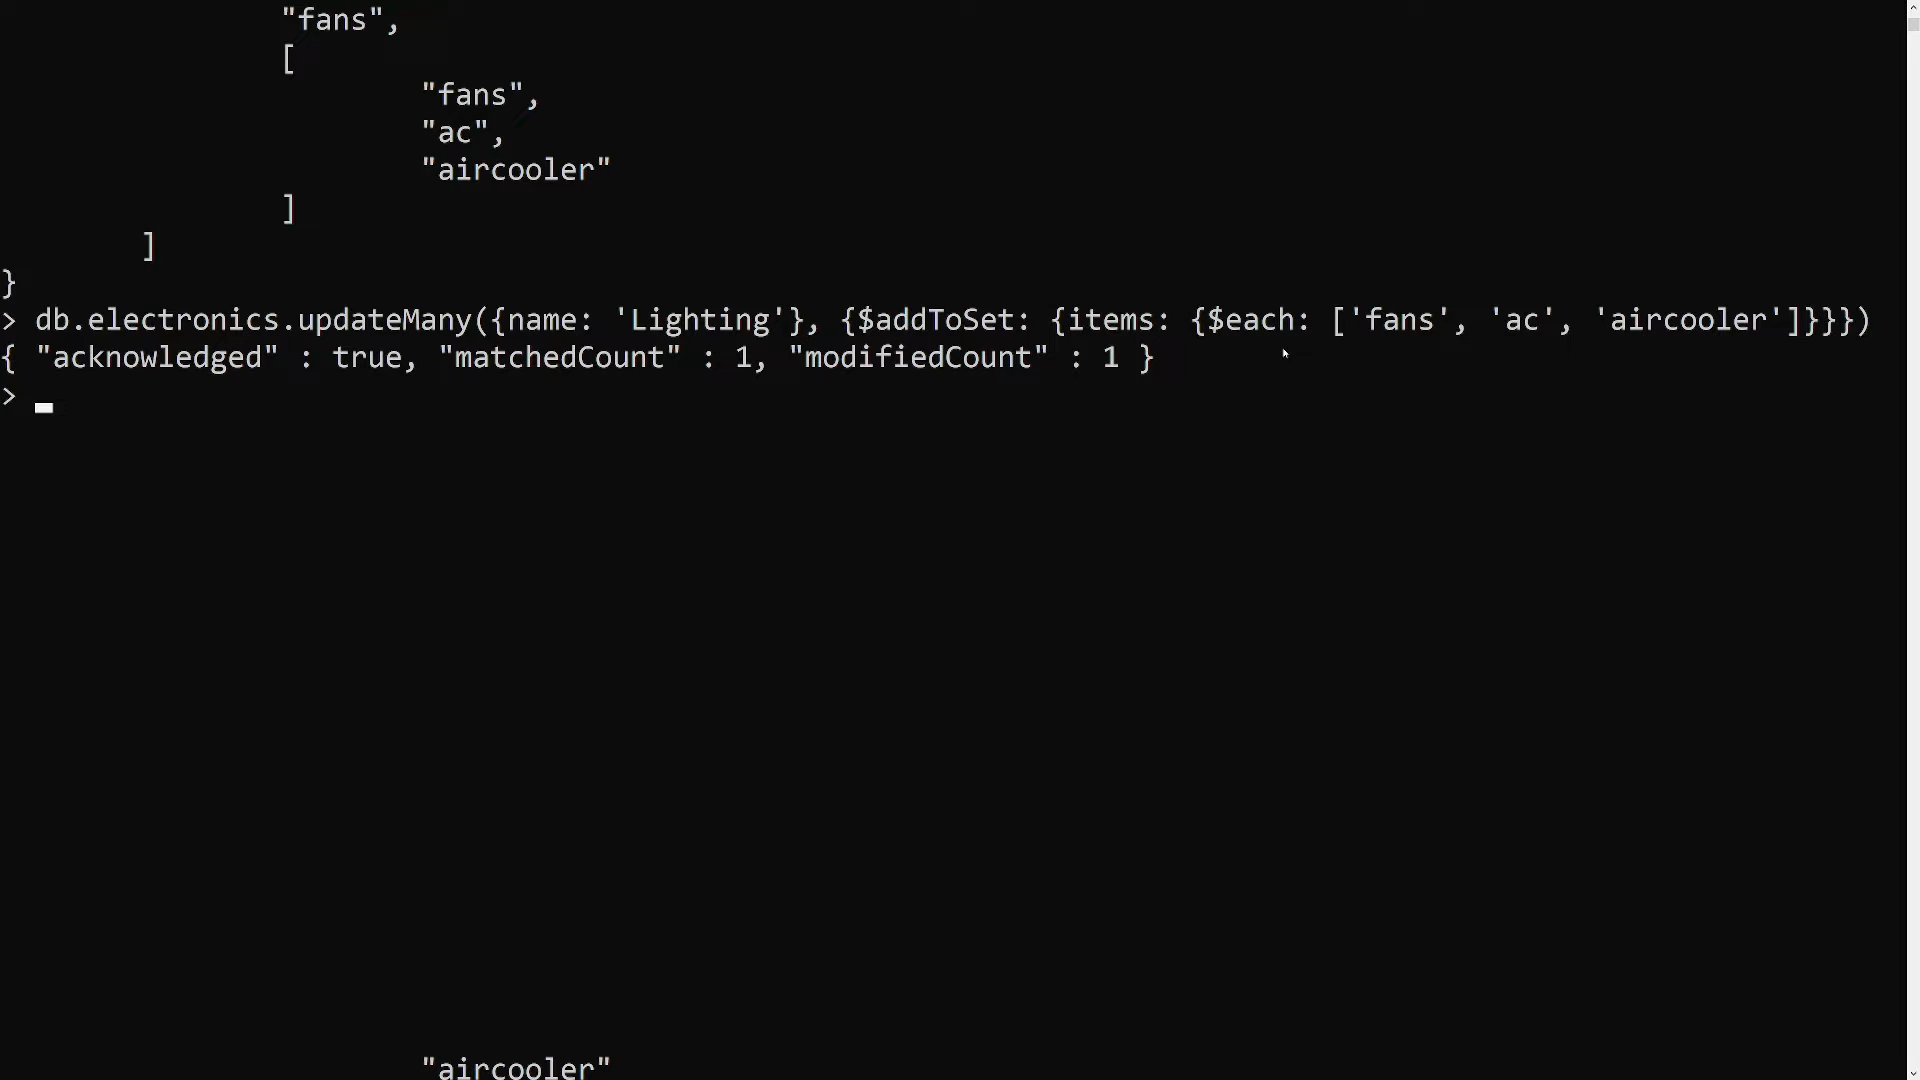 "fans",
[
"fans",
"ac",
"aircooler"
]
]
}
> db.electronics.updateMany({name: 'Lighting'}, {$addToSet: {items: {$each: ['fans', 'ac', 'aircooler']}}})
{ "acknowledged" : true, "matchedCount" : 1, "modifiedCount" : 1 }
>
"aircooler"